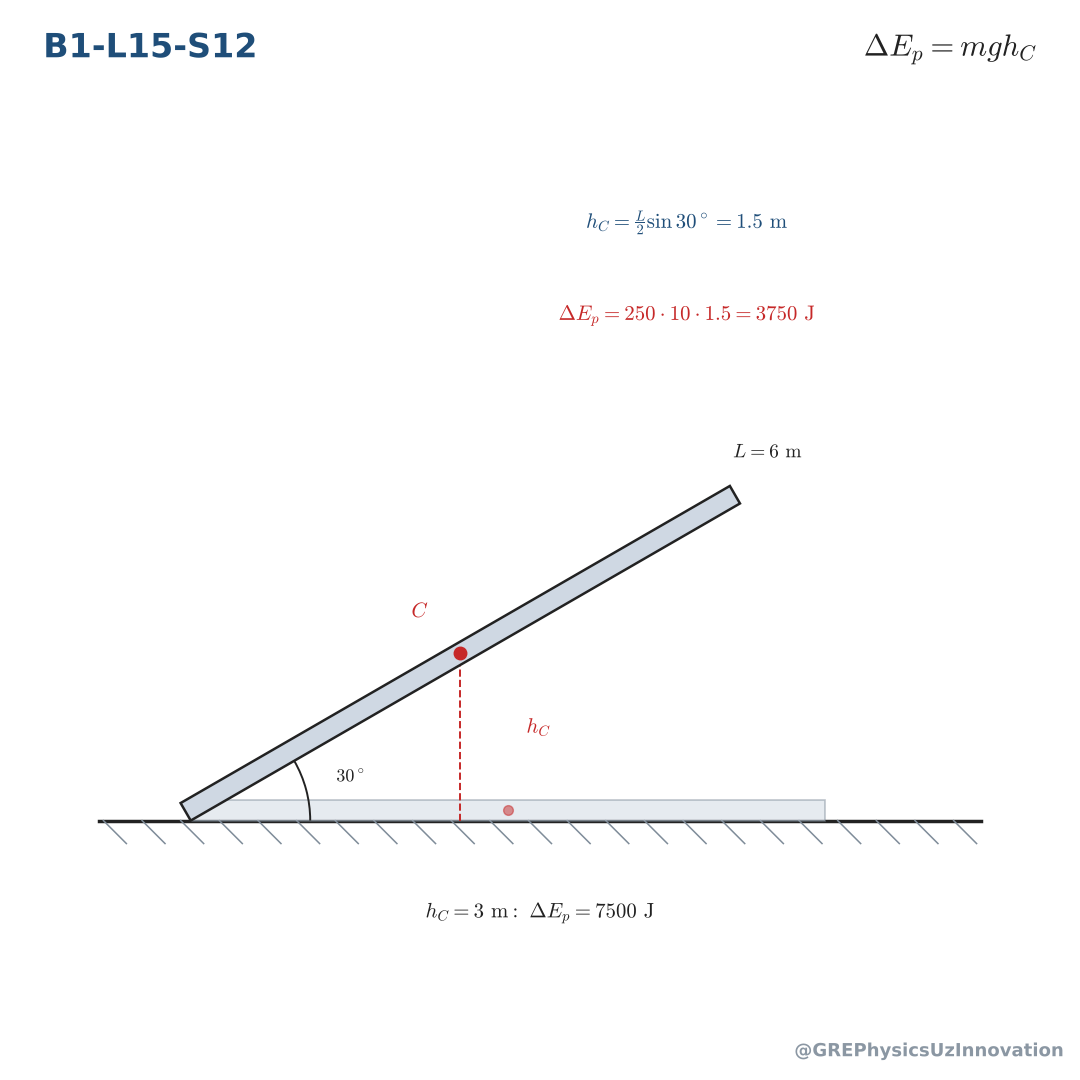 B1-L15-S12
ΔE_p = mgh_C
h_C = L/2 sin 30° = 1.5 m
ΔE_p = 250 · 10 · 1.5 = 3750 J
L = 6 m
C
h_C
30°
h_C = 3 m: ΔE_p = 7500 J
@GREPhysicsUzInnovation